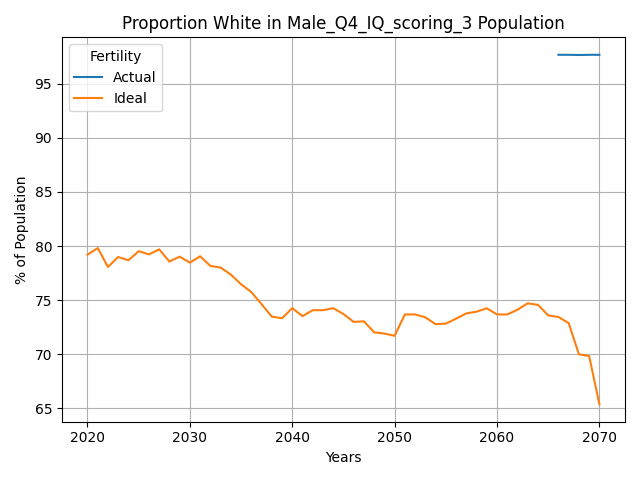 Proportion White in Male_Q4_IQ_scoring_3 Population
Fertility
Actual
Ideal
95
90
85
80
75
70
65
% of Population
2020
2030
2040
2050
2060
2070
Years